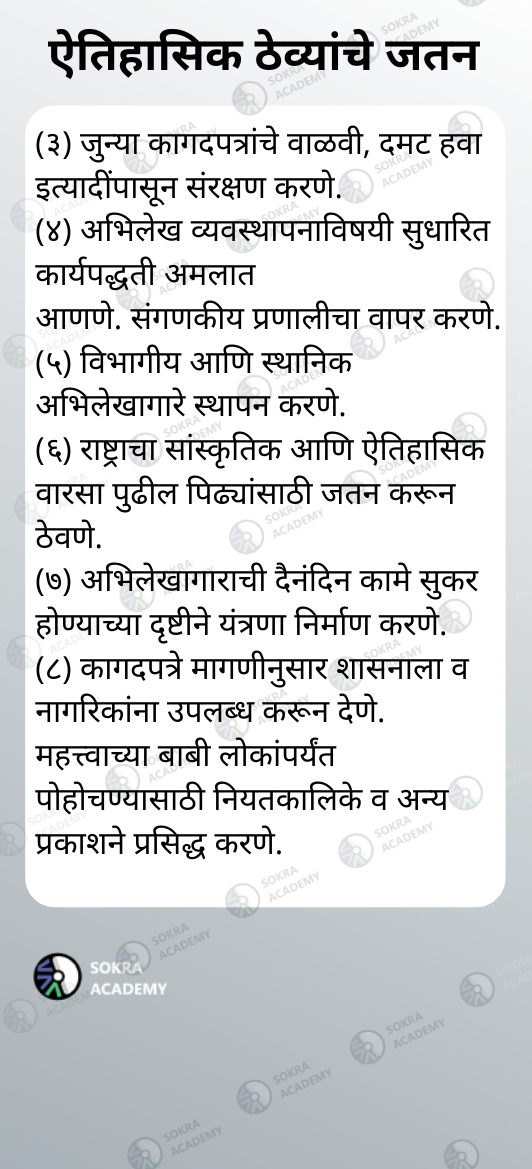 ऐतिहासिक ठेव्यांचे जतन
(३) जुन्या कागदपत्रांचे वाळवी, दमट हवा
इत्यादींपासून संरक्षण करणे.
(४) अभिलेख व्यवस्थापनाविषयी सुधारित
कार्यपद्धती अमलात
आणणे. संगणकीय प्रणालीचा वापर करणे.
(५) विभागीय आणि स्थानिक
अभिलेखागारे स्थापन करणे.
(६) राष्ट्राचा सांस्कृतिक आणि ऐतिहासिक
वारसा पुढील पिढ्यांसाठी जतन करून
ठेवणे.
(७) अभिलेखागाराची दैनंदिन कामे सुकर
होण्याच्या दृष्टीने यंत्रणा निर्माण करणे.
(८) कागदपत्रे मागणीनुसार शासनाला व
नागरिकांना उपलब्ध करून देणे.
महत्त्वाच्या बाबी लोकांपर्यंत
पोहोचण्यासाठी नियतकालिके व अन्य
प्रकाशने प्रसिद्ध करणे.
SOKRA
ACADEMY